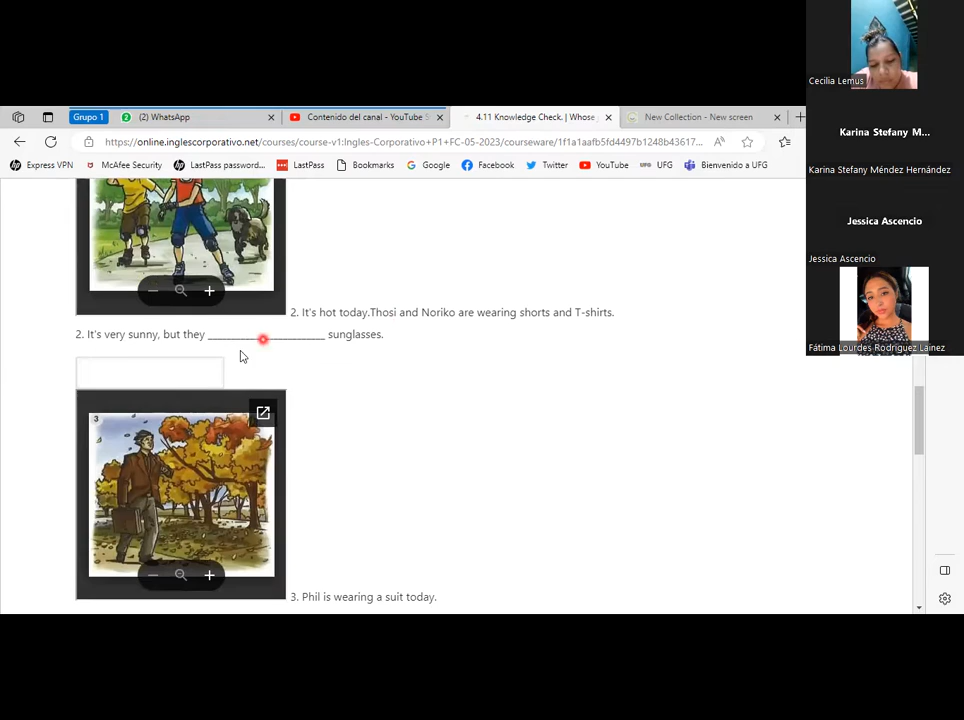 Cecilia Lemus
Karina Stefany M...
Karina Stefany Méndez Hernández
Jessica Ascencio
Jessica Ascencio
Fátima Lourdes Rodriguez Lainez
Grupo 1
2
(2) WhatsApp
Contenido del canal - YouTube S
4.11 Knowledge Check. | Whose
New Collection - New screen
https://online.inglescorporativo.net/courses/course-v1:Ingles-Corporativo+P1+FC-05-2023/courseware/1f1a1aafb5fd4497b1248b43617...
Express VPN
McAfee Security
LastPass password...
LastPass
Bookmarks
Google
Facebook
Twitter
YouTube
UFG
Bienvenido a UFG
2. It's hot today.Thosi and Noriko are wearing shorts and T-shirts.
2. It's very sunny, but they ________________________ sunglasses.
3
3. Phil is wearing a suit today.